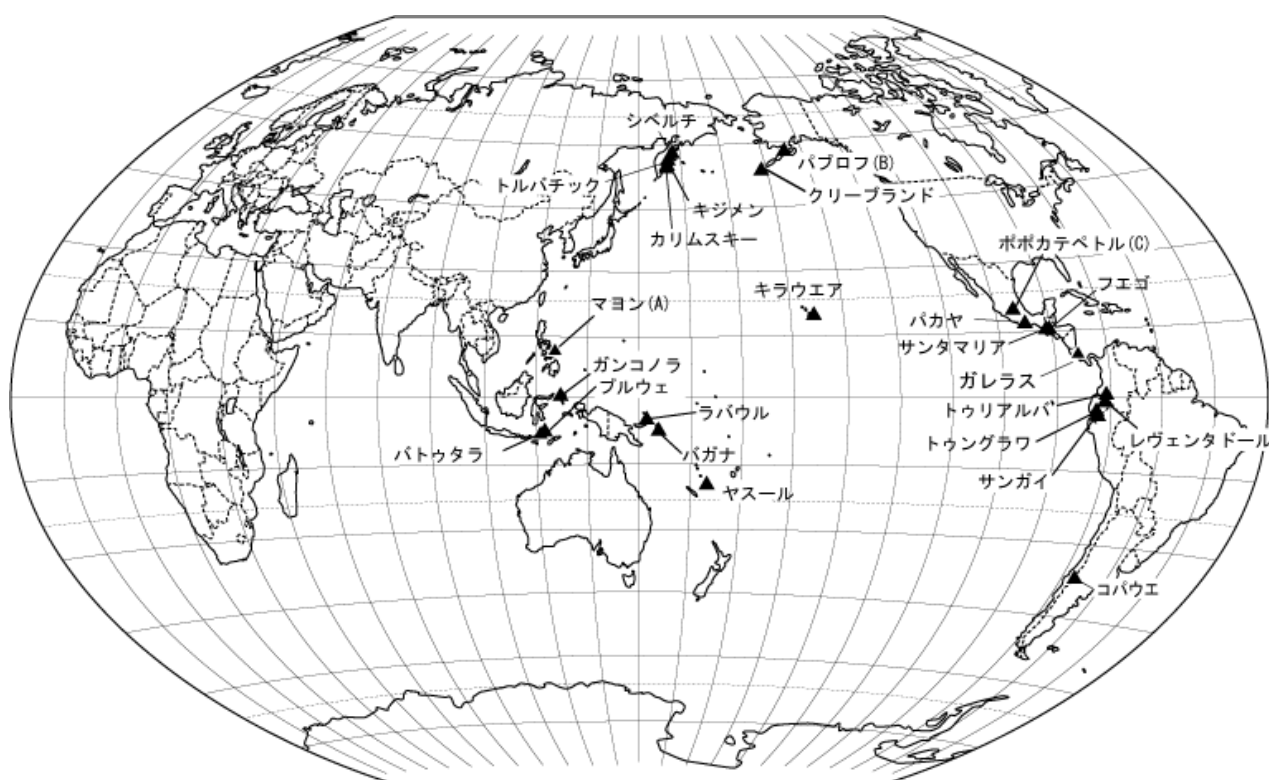 シベルチ
パブロフ(B)
トルバチック
クリーブランド
キジメン
カリムスキー
ポポカテペトル(C)
フエゴ
キラウエア
マヨン(A)
パカヤ
サンタマリア
ガンコノラ
ブルウェ
ガレラス
トゥリアルバ
ラバウル
トゥングラワ
レヴェンタドール
バトゥタラ
バガナ
サンガイ
ヤスール
コパウエ